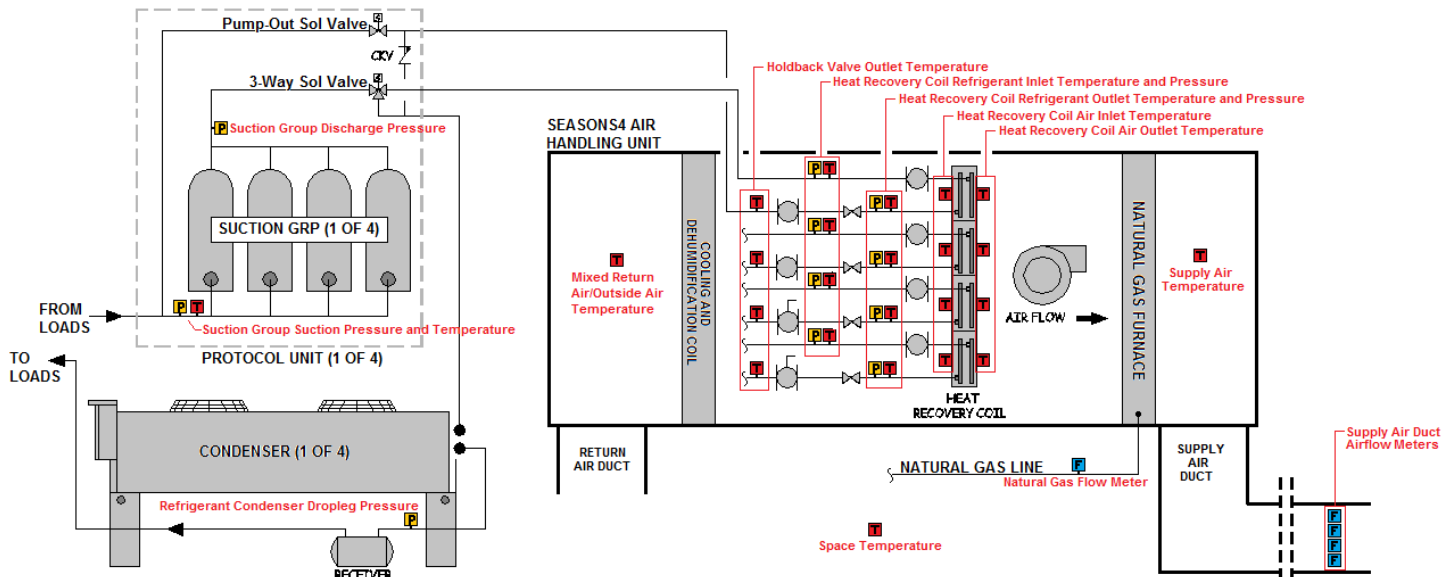 Pump-Out Sol Valve
4
CKV
3-Way Sol Valve
4
P
Suction Group Discharge Pressure
SUCTION GRP (1 OF 4)
FROM
LOADS
P T
Suction Group Suction Pressure and Temperature
TO
LOADS
PROTOCOL UNIT (1 OF 4)
CONDENSER (1 OF 4)
Refrigerant Condenser Dropleg Pressure
P
RECEIVER
Holdback Valve Outlet Temperature
Heat Recovery Coil Refrigerant Inlet Temperature and Pressure
Heat Recovery Coil Refrigerant Outlet Temperature and Pressure
Heat Recovery Coil Air Inlet Temperature
Heat Recovery Coil Air Outlet Temperature
SEASONS4 AIR
HANDLING UNIT
T
Mixed Return
Air/Outside Air
Temperature
COOLING AND
DEHUMIDIFICATION COIL
P T
T T
T P T
P T
T T
T P T
P T
T T
T P T
P T
T T
T P T
HEAT
RECOVERY COIL
AIR FLOW
NATURAL GAS FURNACE
T
Supply Air
Temperature
RETURN
AIR DUCT
NATURAL GAS LINE
F
Natural Gas Flow Meter
SUPPLY
AIR
DUCT
Supply Air Duct
Airflow Meters
F
F
F
F
T
Space Temperature